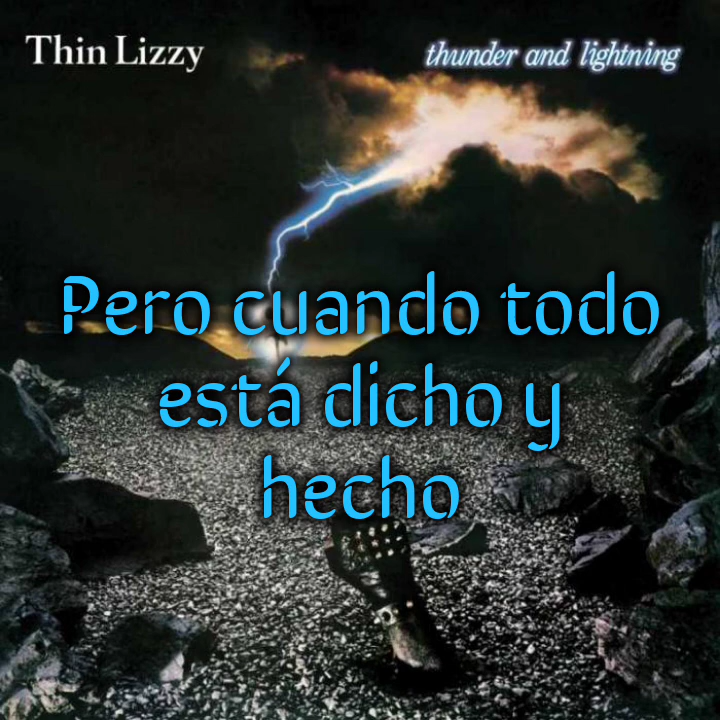 Thin Lizzy
thunder and lightning
Pero cuando todo
está dicho y
hecho